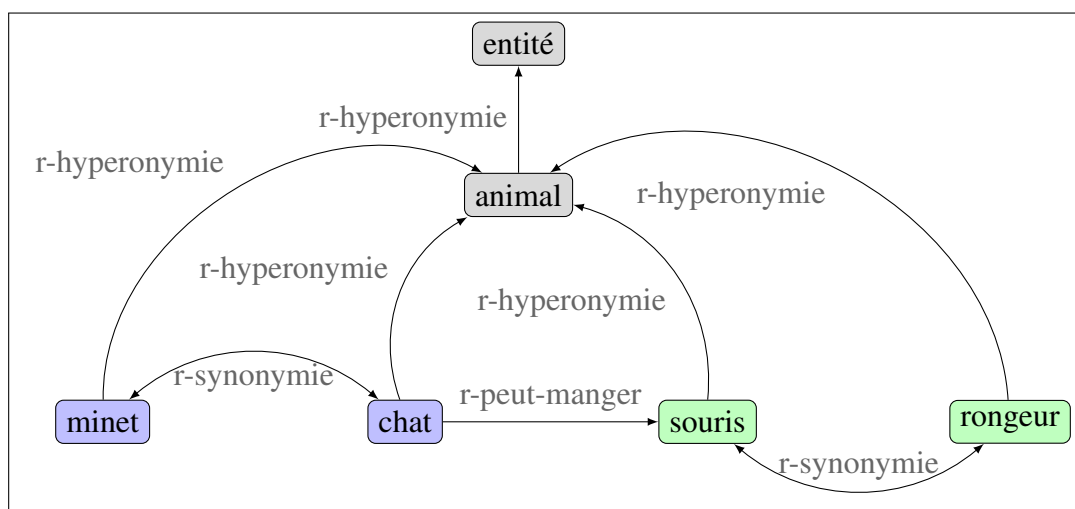 entité
r-hyperonymie
r-hyperonymie
animal
r-hyperonymie
r-hyperonymie
r-hyperonymie
r-synonymie
r-peut-manger
minet
chat
souris
rongeur
r-synonymie